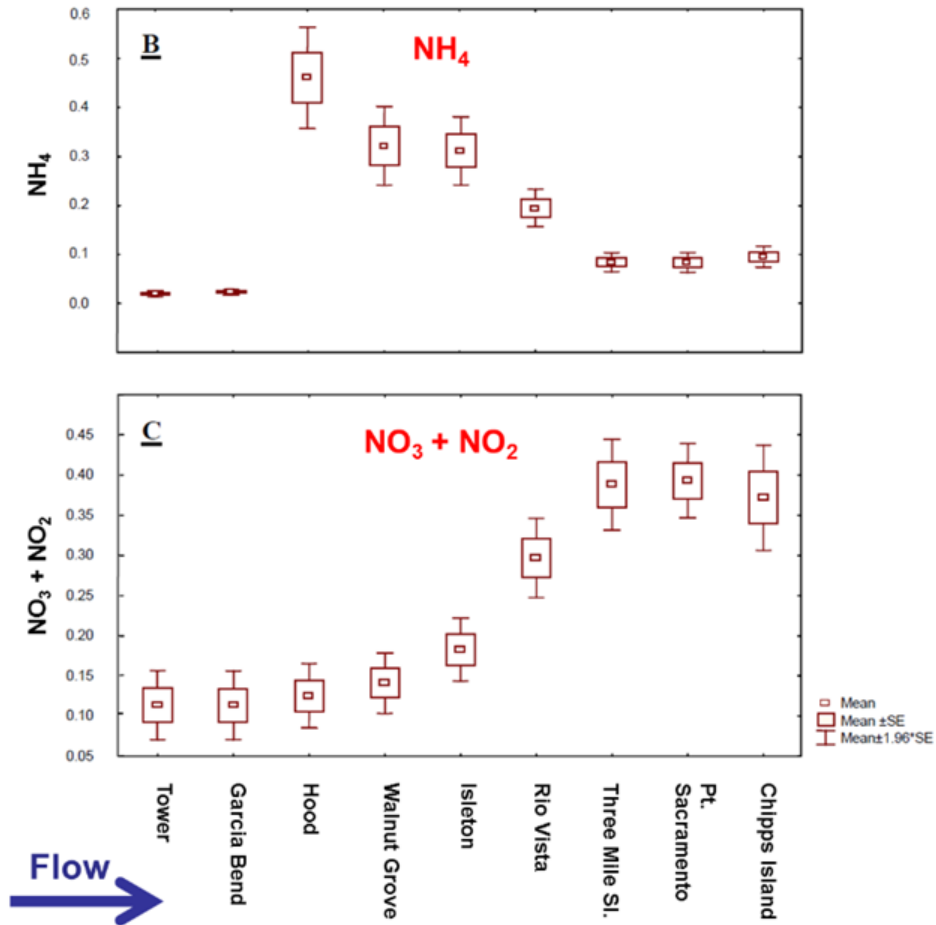 B
NH₄
NH₄
0.6
0.5
0.4
0.3
0.2
0.1
0.0
C
NO₃ + NO₂
NO₃ + NO₂
0.45
0.40
0.35
0.30
0.25
0.20
0.15
0.10
0.05
Mean
Mean ±SE
Mean±1.96*SE
Tower
Garcia Bend
Hood
Walnut Grove
Isleton
Rio Vista
Three Mile Sl.
Pt.
Sacramento
Chipps Island
Flow